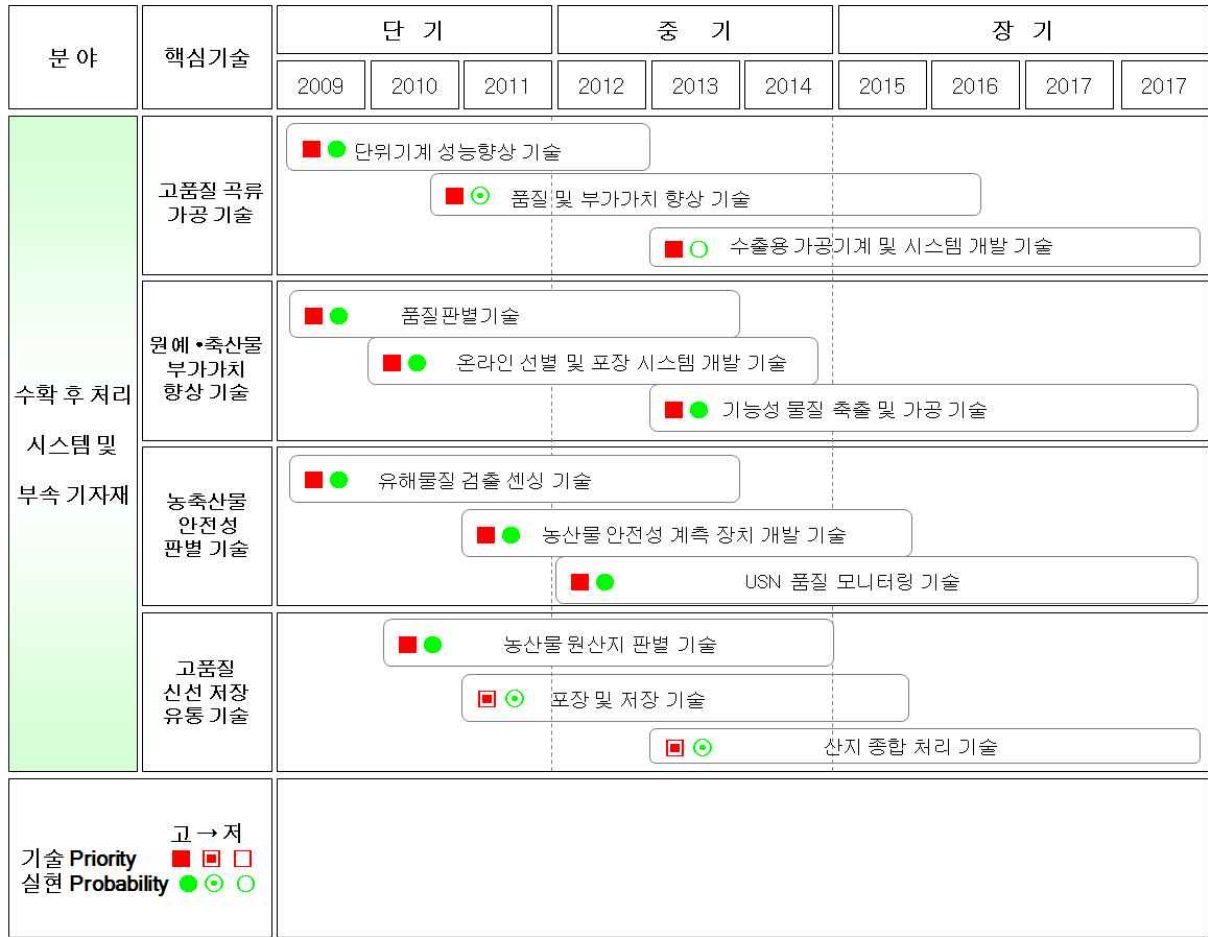 분 야
핵심기술
단 기
중 기
장 기
2009
2010
2011
2012
2013
2014
2015
2016
2017
2017
수확 후 처리
시스템 및
부속 기자재
고품질 곡류
가공 기술
단위기계 성능향상 기술
품질 및 부가가치 향상 기술
수출용 가공기계 및 시스템 개발 기술
원예•축산물
부가가치
향상 기술
품질판별기술
온라인 선별 및 포장 시스템 개발 기술
기능성 물질 축출 및 가공 기술
농축산물
안전성
판별 기술
유해물질 검출 센싱 기술
농산물 안전성 계측 장치 개발 기술
USN 품질 모니터링 기술
고품질
신선 저장
유통 기술
농산물 원산지 판별 기술
포장 및 저장 기술
산지 종합 처리 기술
고 → 저
기술 Priority
실현 Probability